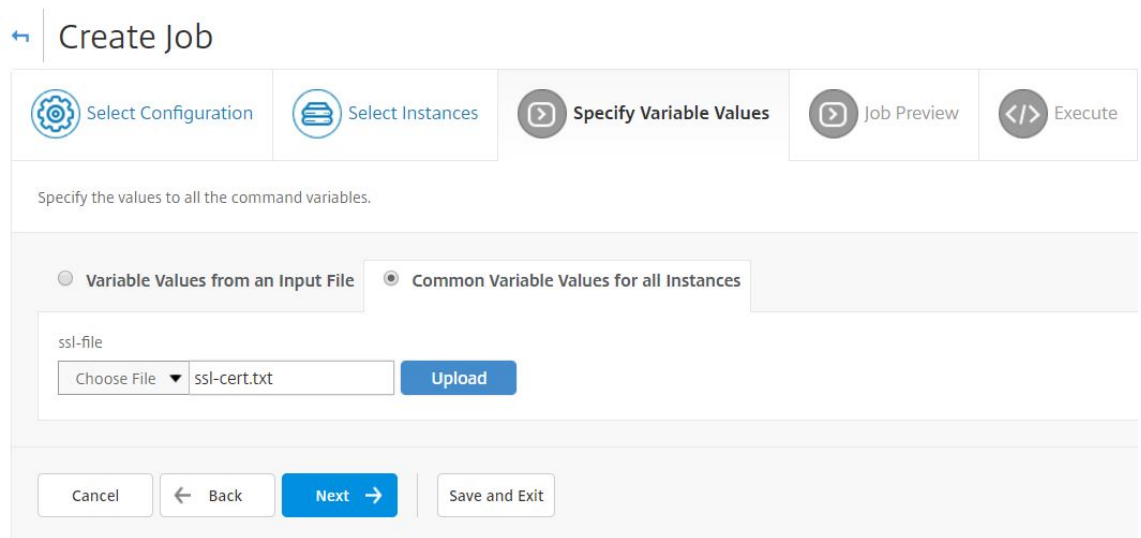 Create Job
Select Configuration
Select Instances
Specify Variable Values
Job Preview
Execute
Specify the values to all the command variables.
Variable Values from an Input File
Common Variable Values for all Instances
ssl-file
Choose File ssl-cert.txt Upload
Cancel Back Next Save and Exit